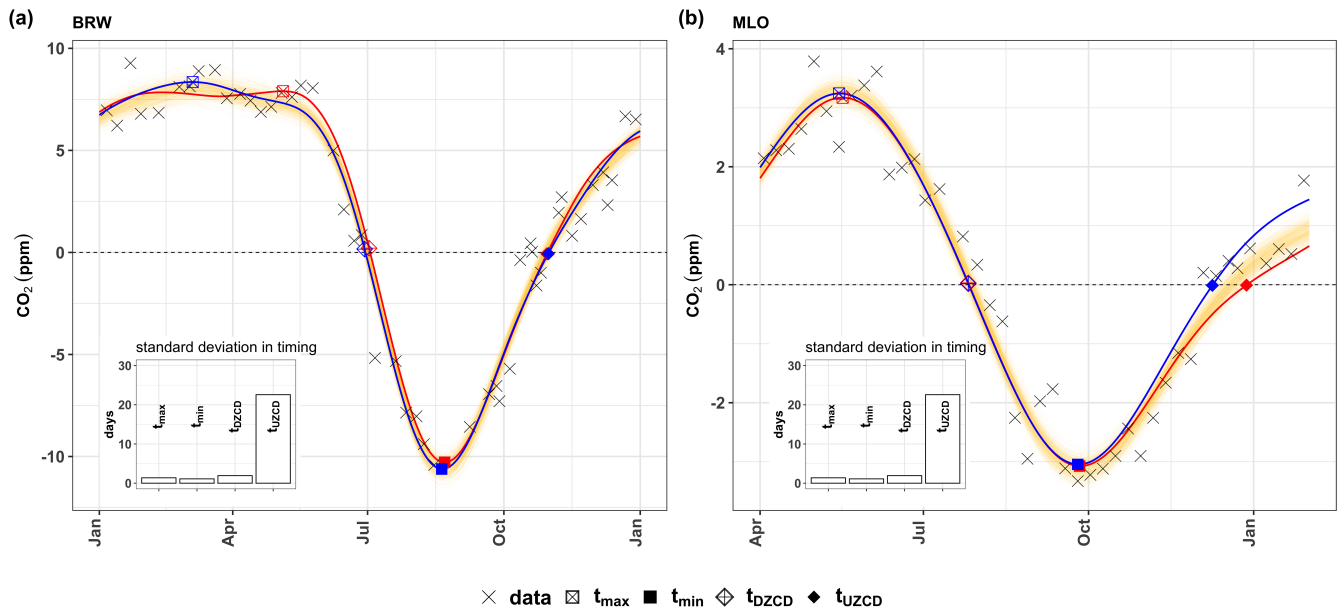 (a) BRW
10
5
0
-5
-10
CO2 (ppm)
Jan
Apr
Jul
Oct
Jan
standard deviation in timing
30
20
10
0
days
tmax
tmin
tDZCD
tUZCD
(b) MLO
4
2
0
-2
CO2 (ppm)
Apr
Jul
Oct
Jan
standard deviation in timing
30
20
10
0
days
tmax
tmin
tDZCD
tUZCD
data tmax tmin tDZCD tUZCD